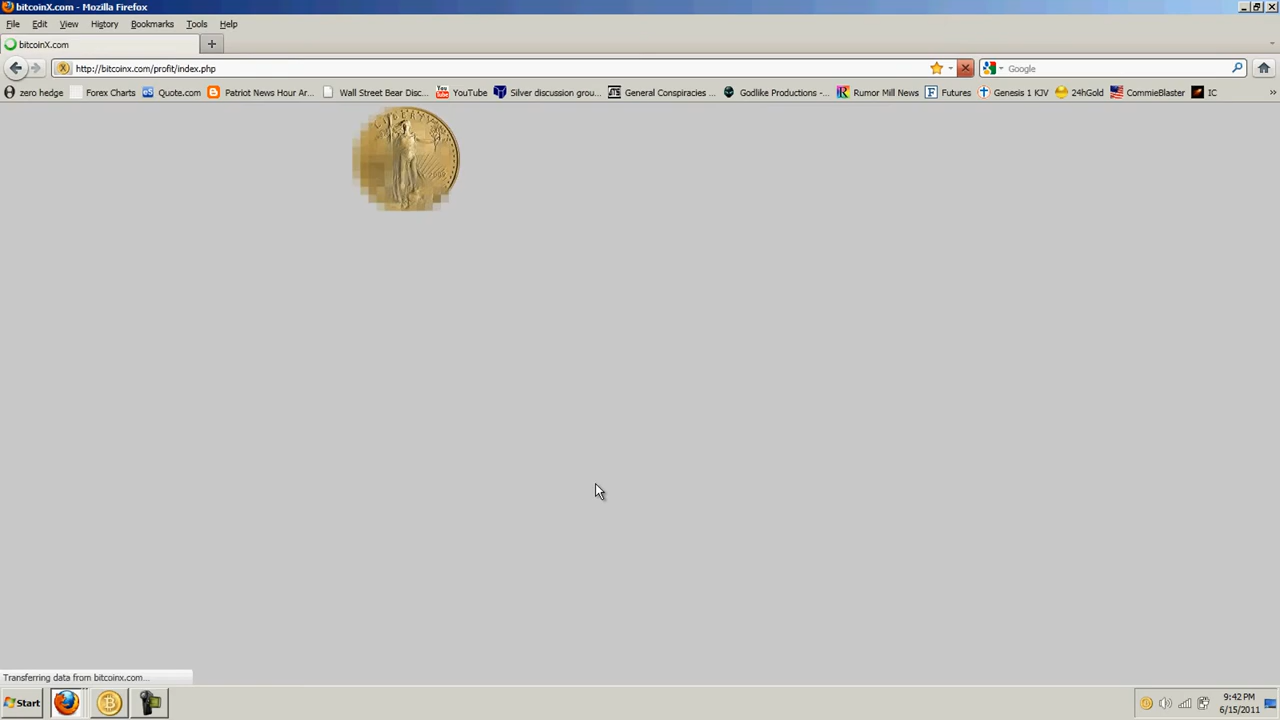 bitcoinX.com - Mozilla Firefox
File Edit View History Bookmarks Tools Help
bitcoinX.com
http://bitcoinx.com/profit/index.php Google
zero hedge Forex Charts Quote.com Patriot News Hour Ar... Wall Street Bear Disc... YouTube Silver discussion grou... General Conspiracies ... Godlike Productions -... Rumor Mill News Futures Genesis 1 KJV 24hGold CommieBlaster IC
LIBERTY
Transferring data from bitcoinx.com...
Start
9:42 PM
6/15/2011